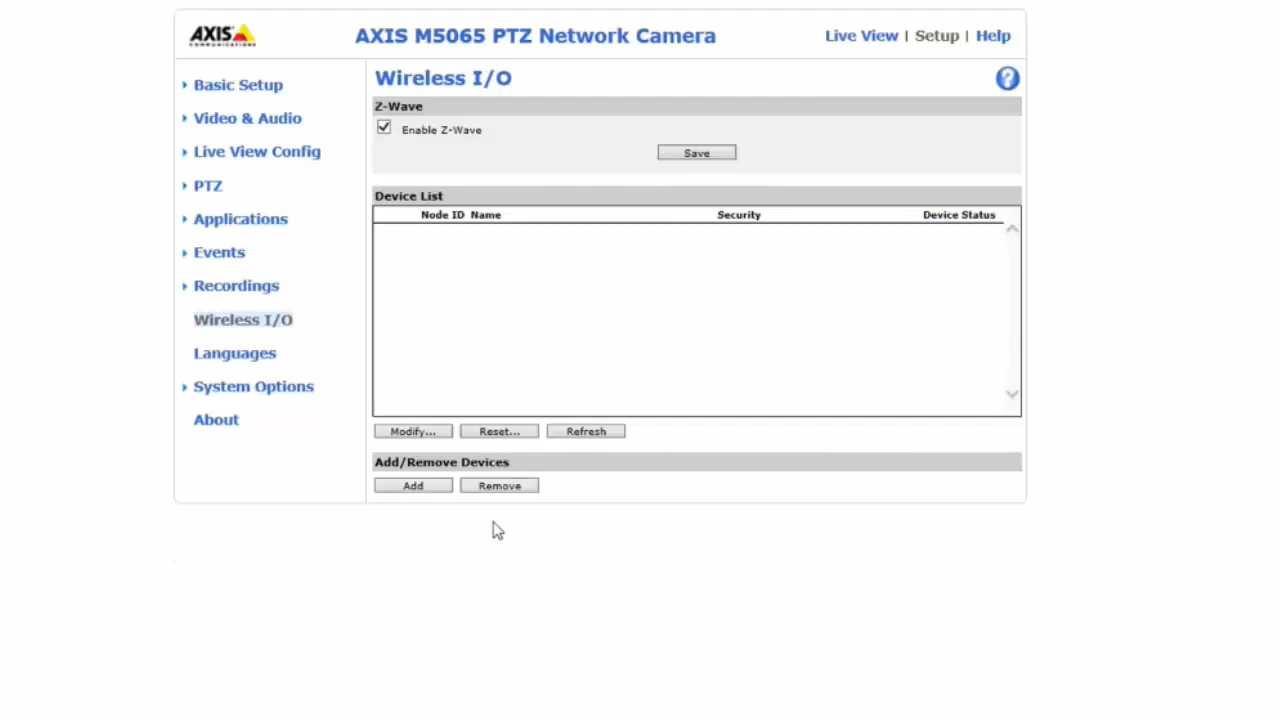 AXIS
COMMUNICATIONS
AXIS M5065 PTZ Network Camera
Live View | Setup | Help
Basic Setup
Video & Audio
Live View Config
PTZ
Applications
Events
Recordings
Wireless I/O
Languages
System Options
About
Wireless I/O
?
Z-Wave
Enable Z-Wave
Save
Device List
Node ID Name Security Device Status
Modify... Reset... Refresh
Add/Remove Devices
Add Remove